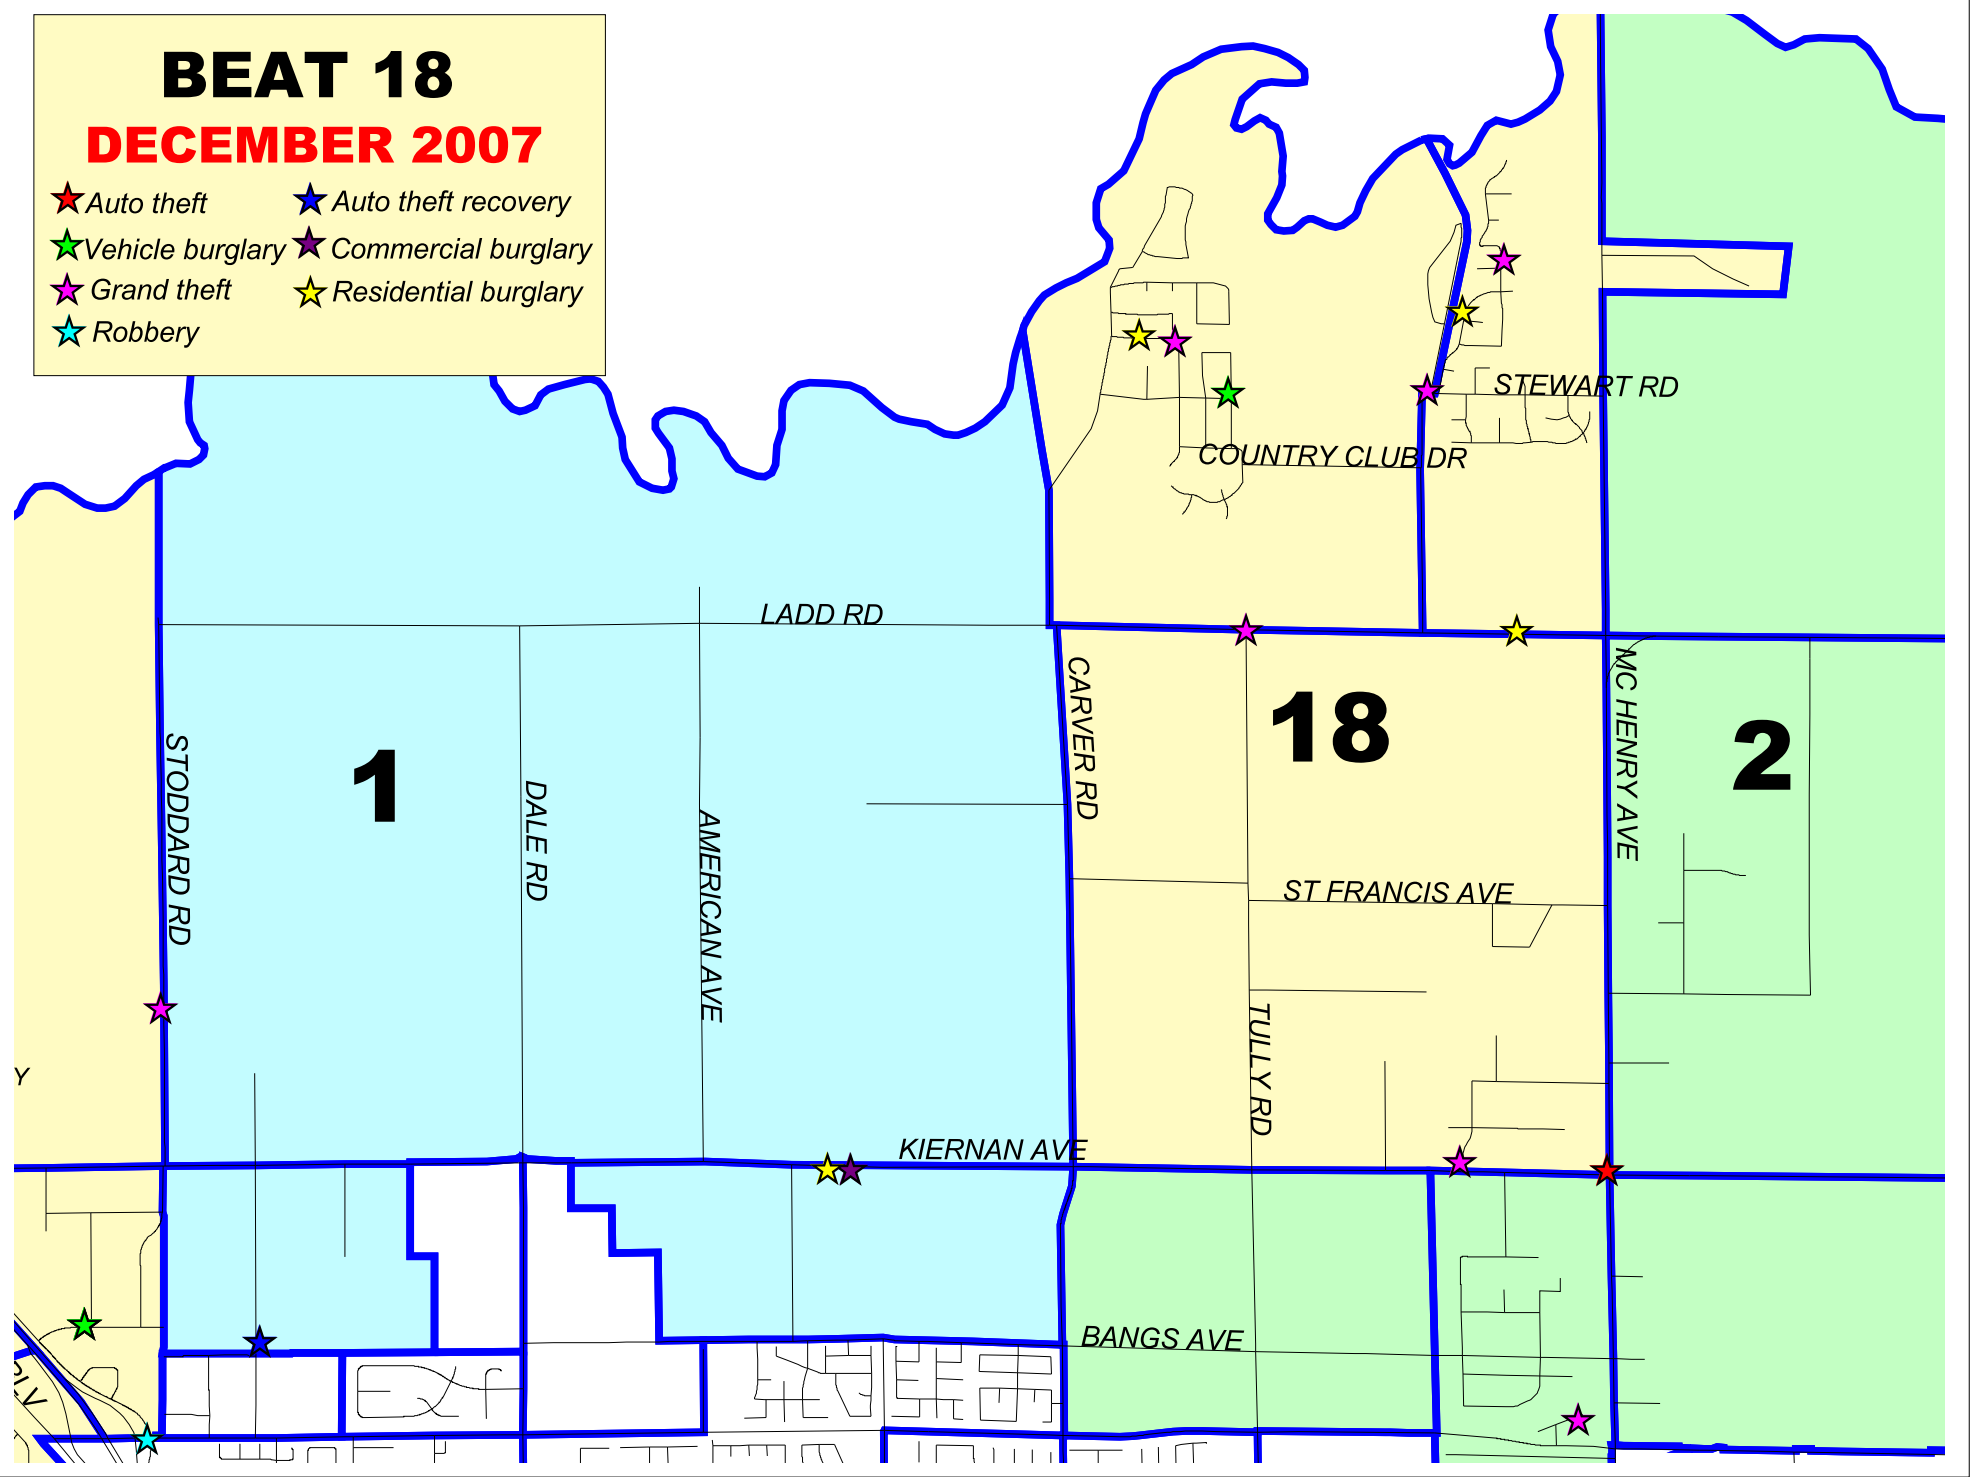 BEAT 18
DECEMBER 2007
Auto theft
Auto theft recovery
Vehicle burglary
Commercial burglary
Grand theft
Residential burglary
Robbery
STEWART RD
COUNTRY CLUB DR
LADD RD
CARVER RD
MC HENRY AVE
18
2
1
STODDARD RD
DALE RD
AMERICAN AVE
ST FRANCIS AVE
TULLY RD
Y
KIERNAN AVE
BANGS AVE